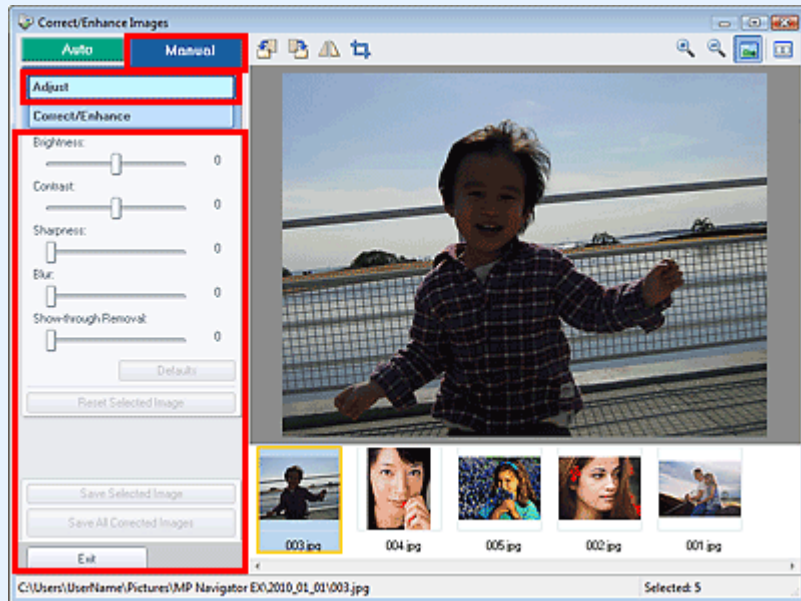 Correct/Enhance Images
Auto Manual
Adjust
Correct/Enhance
Brightness:
0
Contrast:
0
Sharpness:
0
Blur:
0
Show-through Removal:
0
Defaults
Reset Selected Image
Save Selected Image
Save All Corrected Images
Exit
003.jpg 004.jpg 005.jpg 002.jpg 001.jpg
C:\Users\UserName\Pictures\MP Navigator EX\2010_01_01\003.jpg Selected: 5